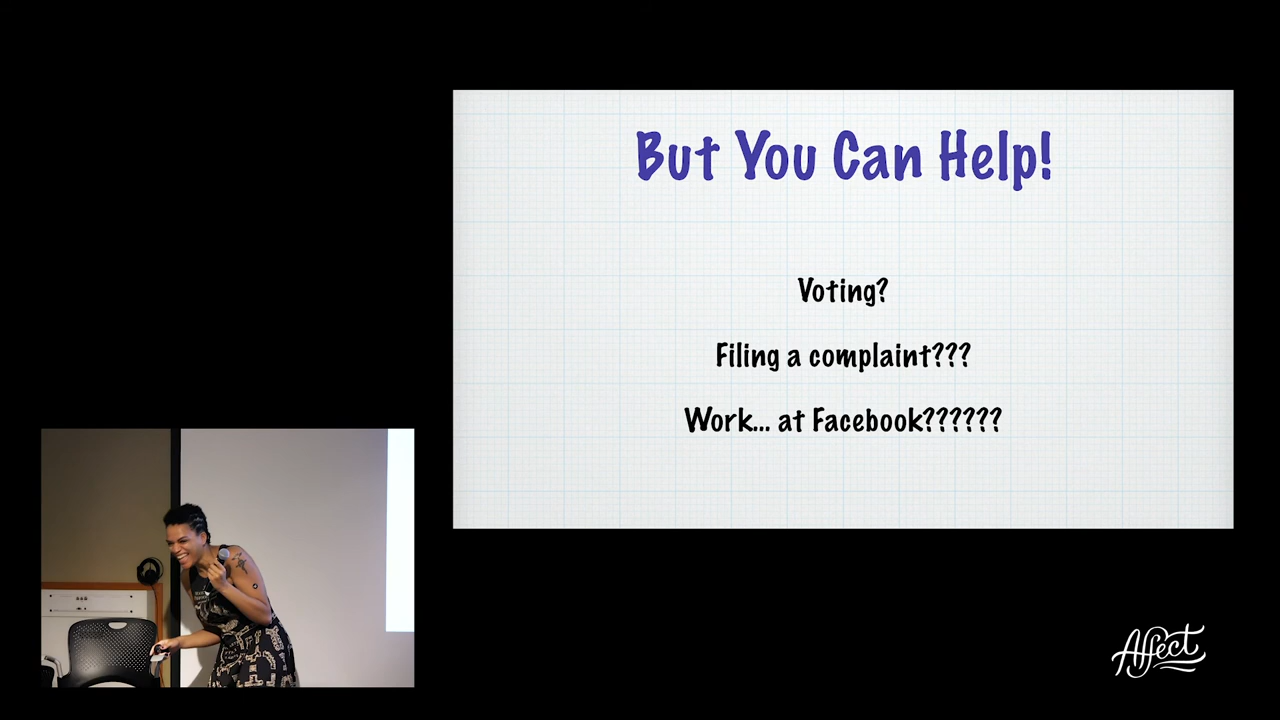 But You Can Help!
Voting?
Filing a complaint???
Work... at Facebook??????
Affect